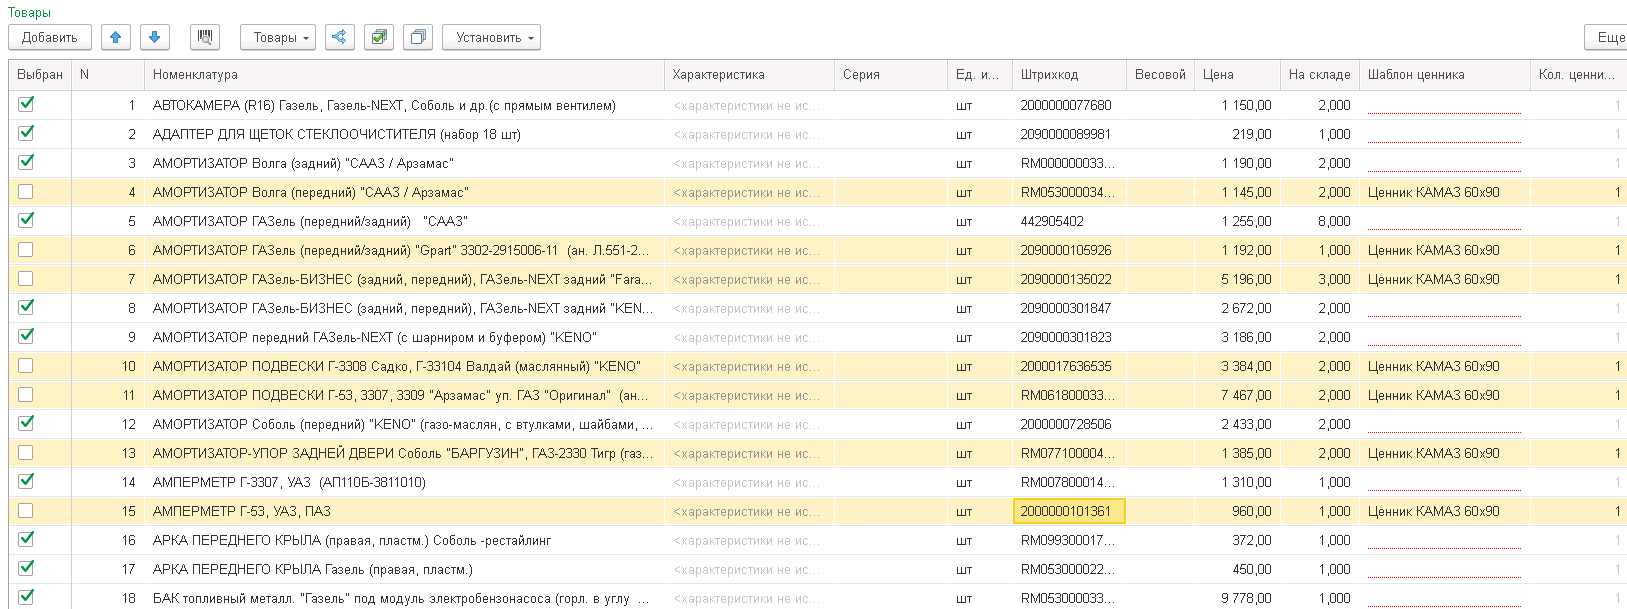 Товары
Добавить Товары Установить Еще
Выбран N Номенклатура Характеристика Серия Ед. и... Штрихкод Весовой Цена На складе Шаблон ценника Кол. ценни...
1 АВТОКАМЕРА (R16) Газель, Газель-NEXT, Соболь и др.(с прямым вентилем) <характеристики не ис... шт 2000000077680 1 150,00 2,000 1
2 АДАПТЕР ДЛЯ ЩЕТОК СТЕКЛООЧИСТИТЕЛЯ (набор 18 шт) <характеристики не ис... шт 2090000089981 219,00 1,000 1
3 АМОРТИЗАТОР Волга (задний) "СААЗ / Арзамас" <характеристики не ис... шт RM000000033... 1 190,00 2,000 1
4 АМОРТИЗАТОР Волга (передний) "СААЗ / Арзамас" <характеристики не ис... шт RM053000034... 1 145,00 2,000 Ценник КАМАЗ 60х90 1
5 АМОРТИЗАТОР ГАЗель (передний/задний) "СААЗ" <характеристики не ис... шт 442905402 1 255,00 8,000 1
6 АМОРТИЗАТОР ГАЗель (передний/задний) "Gpart" 3302-2915006-11 (ан. Л.551-2... <характеристики не ис... шт 2090000105926 1 192,00 1,000 Ценник КАМАЗ 60х90 1
7 АМОРТИЗАТОР ГАЗель-БИЗНЕС (задний, передний), ГАЗель-NEXT задний "Fara... <характеристики не ис... шт 2090000135022 5 196,00 3,000 Ценник КАМАЗ 60х90 1
8 АМОРТИЗАТОР ГАЗель-БИЗНЕС (задний, передний), ГАЗель-NEXT задний "KEN... <характеристики не ис... шт 2090000301847 2 672,00 2,000 1
9 АМОРТИЗАТОР передний ГАЗель-NEXT (с шарниром и буфером) "KENO" <характеристики не ис... шт 2090000301823 3 186,00 2,000 1
10 АМОРТИЗАТОР ПОДВЕСКИ Г-3308 Садко, Г-33104 Валдай (маслянный) "KENO" <характеристики не ис... шт 2000017636535 3 384,00 2,000 Ценник КАМАЗ 60х90 1
11 АМОРТИЗАТОР ПОДВЕСКИ Г-53, 3307, 3309 "Арзамас" уп. ГАЗ "Оригинал" (ан... <характеристики не ис... шт RM061800033... 7 467,00 2,000 Ценник КАМАЗ 60х90 1
12 АМОРТИЗАТОР Соболь (передний) "KENO" (газо-маслян, с втулками, шайбами, ... <характеристики не ис... шт 2000000728506 2 433,00 2,000 1
13 АМОРТИЗАТОР-УПОР ЗАДНЕЙ ДВЕРИ Соболь "БАРГУЗИН", ГАЗ-2330 Тигр (газ... <характеристики не ис... шт RM077100004... 1 385,00 2,000 Ценник КАМАЗ 60х90 1
14 АМПЕРМЕТР Г-3307, УАЗ (АП110Б-3811010) <характеристики не ис... шт RM007800014... 1 310,00 1,000 1
15 АМПЕРМЕТР Г-53, УАЗ, ПАЗ <характеристики не ис... шт 2000000101361 960,00 1,000 Ценник КАМАЗ 60х90 1
16 АРКА ПЕРЕДНЕГО КРЫЛА (правая, пластм.) Соболь -рестайлинг <характеристики не ис... шт RM099300017... 372,00 1,000 1
17 АРКА ПЕРЕДНЕГО КРЫЛА Газель (правая, пластм.) <характеристики не ис... шт RM053000022... 450,00 1,000 1
18 БАК топливный металл. "Газель" под модуль электробензонасоса (горл. в углу ... <характеристики не ис... шт RM053000033... 9 778,00 1,000 1